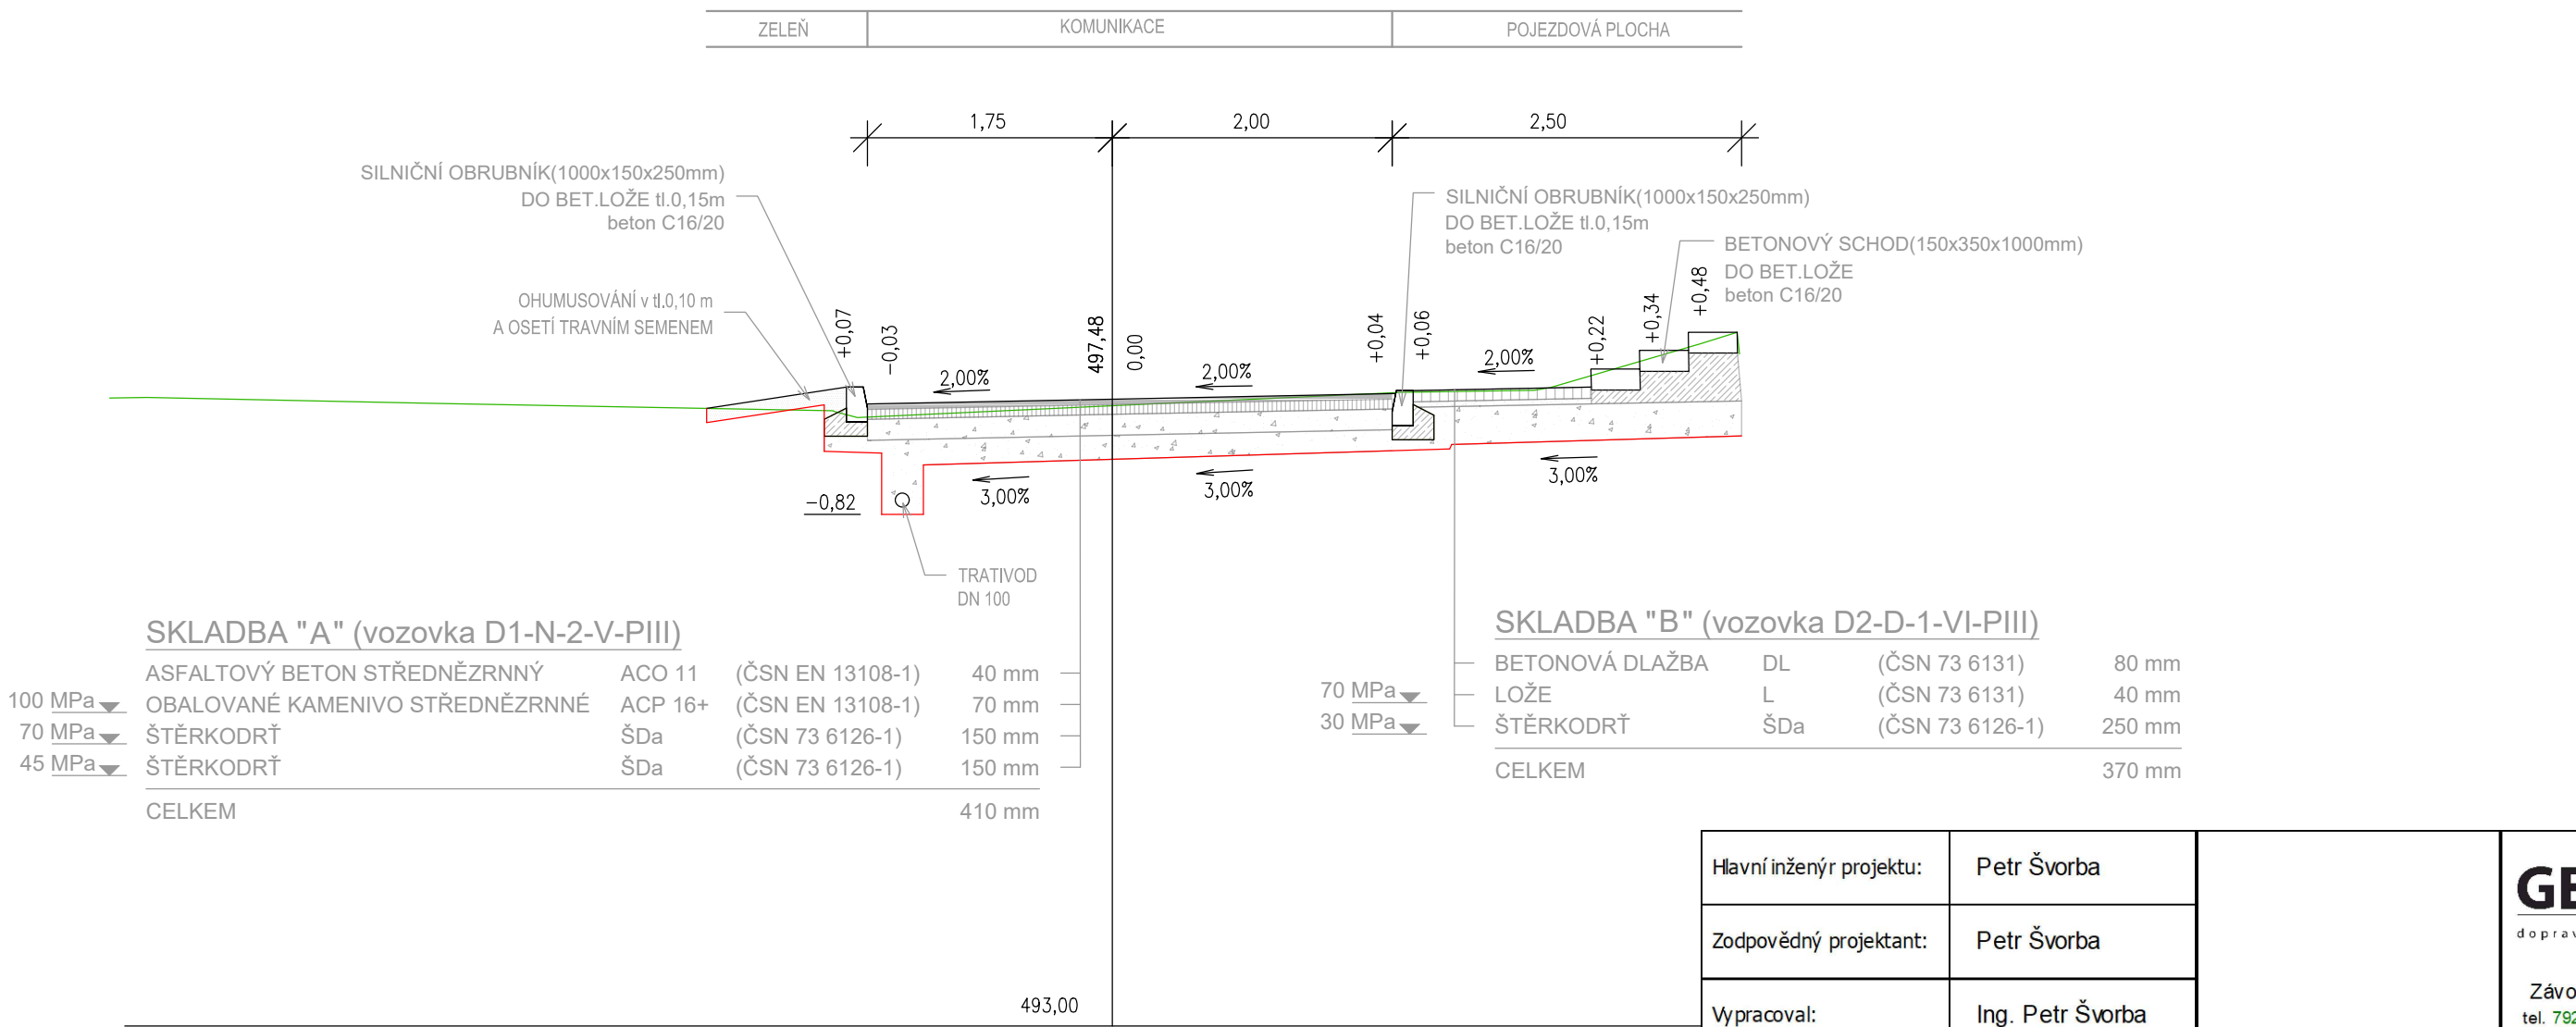 ZELEŇ KOMUNIKACE POJEZDOVÁ PLOCHA
1,75 2,00 2,50
SILNIČNÍ OBRUBNÍK(1000x150x250mm)
DO BET.LOŽE tl.0,15m
beton C16/20
SILNIČNÍ OBRUBNÍK(1000x150x250mm)
DO BET.LOŽE tl.0,15m
beton C16/20
BETONOVÝ SCHOD(150x350x1000mm)
DO BET.LOŽE
beton C16/20
OHUMUSOVÁNÍ v tl.0,10 m
A OSETÍ TRAVNÍM SEMENEM
+0,07
-0,03
497,48
0,00
+0,04
+0,06
+0,22
+0,34
+0,48
2,00% 2,00% 2,00%
-0,82 3,00% 3,00% 3,00%
TRATIVOD
DN 100
SKLADBA "A" (vozovka D1-N-2-V-PIII)
ASFALTOVÝ BETON STŘEDNĚZRNNÝ ACO 11 (ČSN EN 13108-1) 40 mm
100 MPa OBALOVANÉ KAMENIVO STŘEDNĚZRNNÉ ACP 16+ (ČSN EN 13108-1) 70 mm
70 MPa ŠTĚRKODRŤ ŠDa (ČSN 73 6126-1) 150 mm
45 MPa ŠTĚRKODRŤ ŠDa (ČSN 73 6126-1) 150 mm
CELKEM 410 mm
SKLADBA "B" (vozovka D2-D-1-VI-PIII)
BETONOVÁ DLAŽBA DL (ČSN 73 6131) 80 mm
70 MPa LOŽE L (ČSN 73 6131) 40 mm
30 MPa ŠTĚRKODRŤ ŠDa (ČSN 73 6126-1) 250 mm
CELKEM 370 mm
493,00
Hlavní inženýr projektu: Petr Švorba
Zodpovědný projektant: Petr Švorba
Vypracoval: Ing. Petr Švorba
tel.